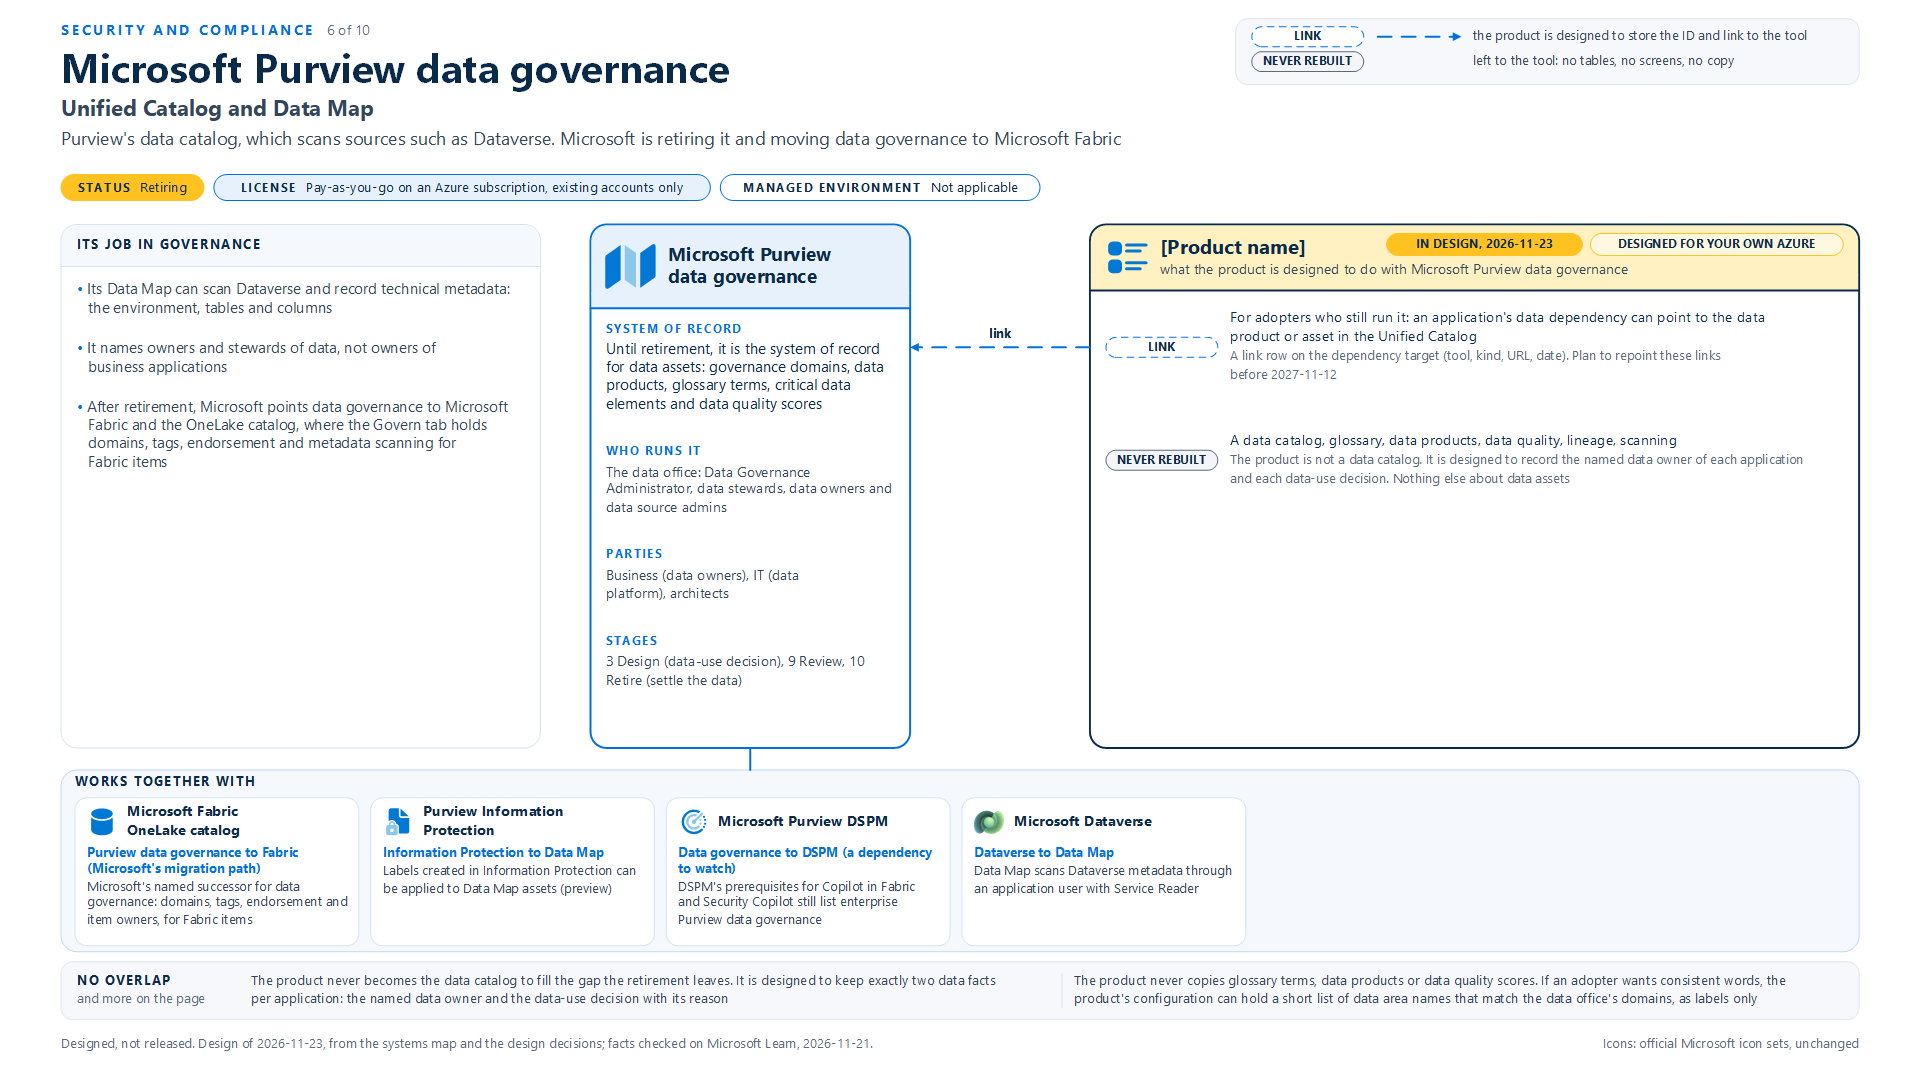 SECURITY AND COMPLIANCE 6 of 10
Microsoft Purview data governance
Unified Catalog and Data Map
Purview's data catalog, which scans sources such as Dataverse. Microsoft is retiring it and moving data governance to Microsoft Fabric
LINK the product is designed to store the ID and link to the tool
NEVER REBUILT left to the tool: no tables, no screens, no copy
STATUS Retiring
LICENSE Pay-as-you-go on an Azure subscription, existing accounts only
MANAGED ENVIRONMENT Not applicable
ITS JOB IN GOVERNANCE
• Its Data Map can scan Dataverse and record technical metadata:
the environment, tables and columns
• It names owners and stewards of data, not owners of
business applications
• After retirement, Microsoft points data governance to Microsoft
Fabric and the OneLake catalog, where the Govern tab holds
domains, tags, endorsement and metadata scanning for
Fabric items
Microsoft Purview
data governance
SYSTEM OF RECORD
Until retirement, it is the system of record
for data assets: governance domains, data
products, glossary terms, critical data
elements and data quality scores
WHO RUNS IT
The data office: Data Governance
Administrator, data stewards, data owners and
data source admins
PARTIES
Business (data owners), IT (data
platform), architects
STAGES
3 Design (data-use decision), 9 Review, 10
Retire (settle the data)
link
[Product name]
IN DESIGN, 2026-11-23
DESIGNED FOR YOUR OWN AZURE
what the product is designed to do with Microsoft Purview data governance
LINK
For adopters who still run it: an application's data dependency can point to the data
product or asset in the Unified Catalog
A link row on the dependency target (tool, kind, URL, date). Plan to repoint these links
before 2027-11-12
NEVER REBUILT
A data catalog, glossary, data products, data quality, lineage, scanning
The product is not a data catalog. It is designed to record the named data owner of each application
and each data-use decision. Nothing else about data assets
WORKS TOGETHER WITH
Microsoft Fabric
OneLake catalog
Purview data governance to Fabric
(Microsoft's migration path)
Microsoft's named successor for data
governance: domains, tags, endorsement and
item owners, for Fabric items
Purview Information
Protection
Information Protection to Data Map
Labels created in Information Protection can
be applied to Data Map assets (preview)
Microsoft Purview DSPM
Data governance to DSPM (a dependency
to watch)
DSPM's prerequisites for Copilot in Fabric
and Security Copilot still list enterprise
Purview data governance
Microsoft Dataverse
Dataverse to Data Map
Data Map scans Dataverse metadata through
an application user with Service Reader
NO OVERLAP
and more on the page
The product never becomes the data catalog to fill the gap the retirement leaves. It is designed to keep exactly two data facts
per application: the named data owner and the data-use decision with its reason
The product never copies glossary terms, data products or data quality scores. If an adopter wants consistent words, the
product's configuration can hold a short list of data area names that match the data office's domains, as labels only
Designed, not released. Design of 2026-11-23, from the systems map and the design decisions; facts checked on Microsoft Learn, 2026-11-21.
Icons: official Microsoft icon sets, unchanged